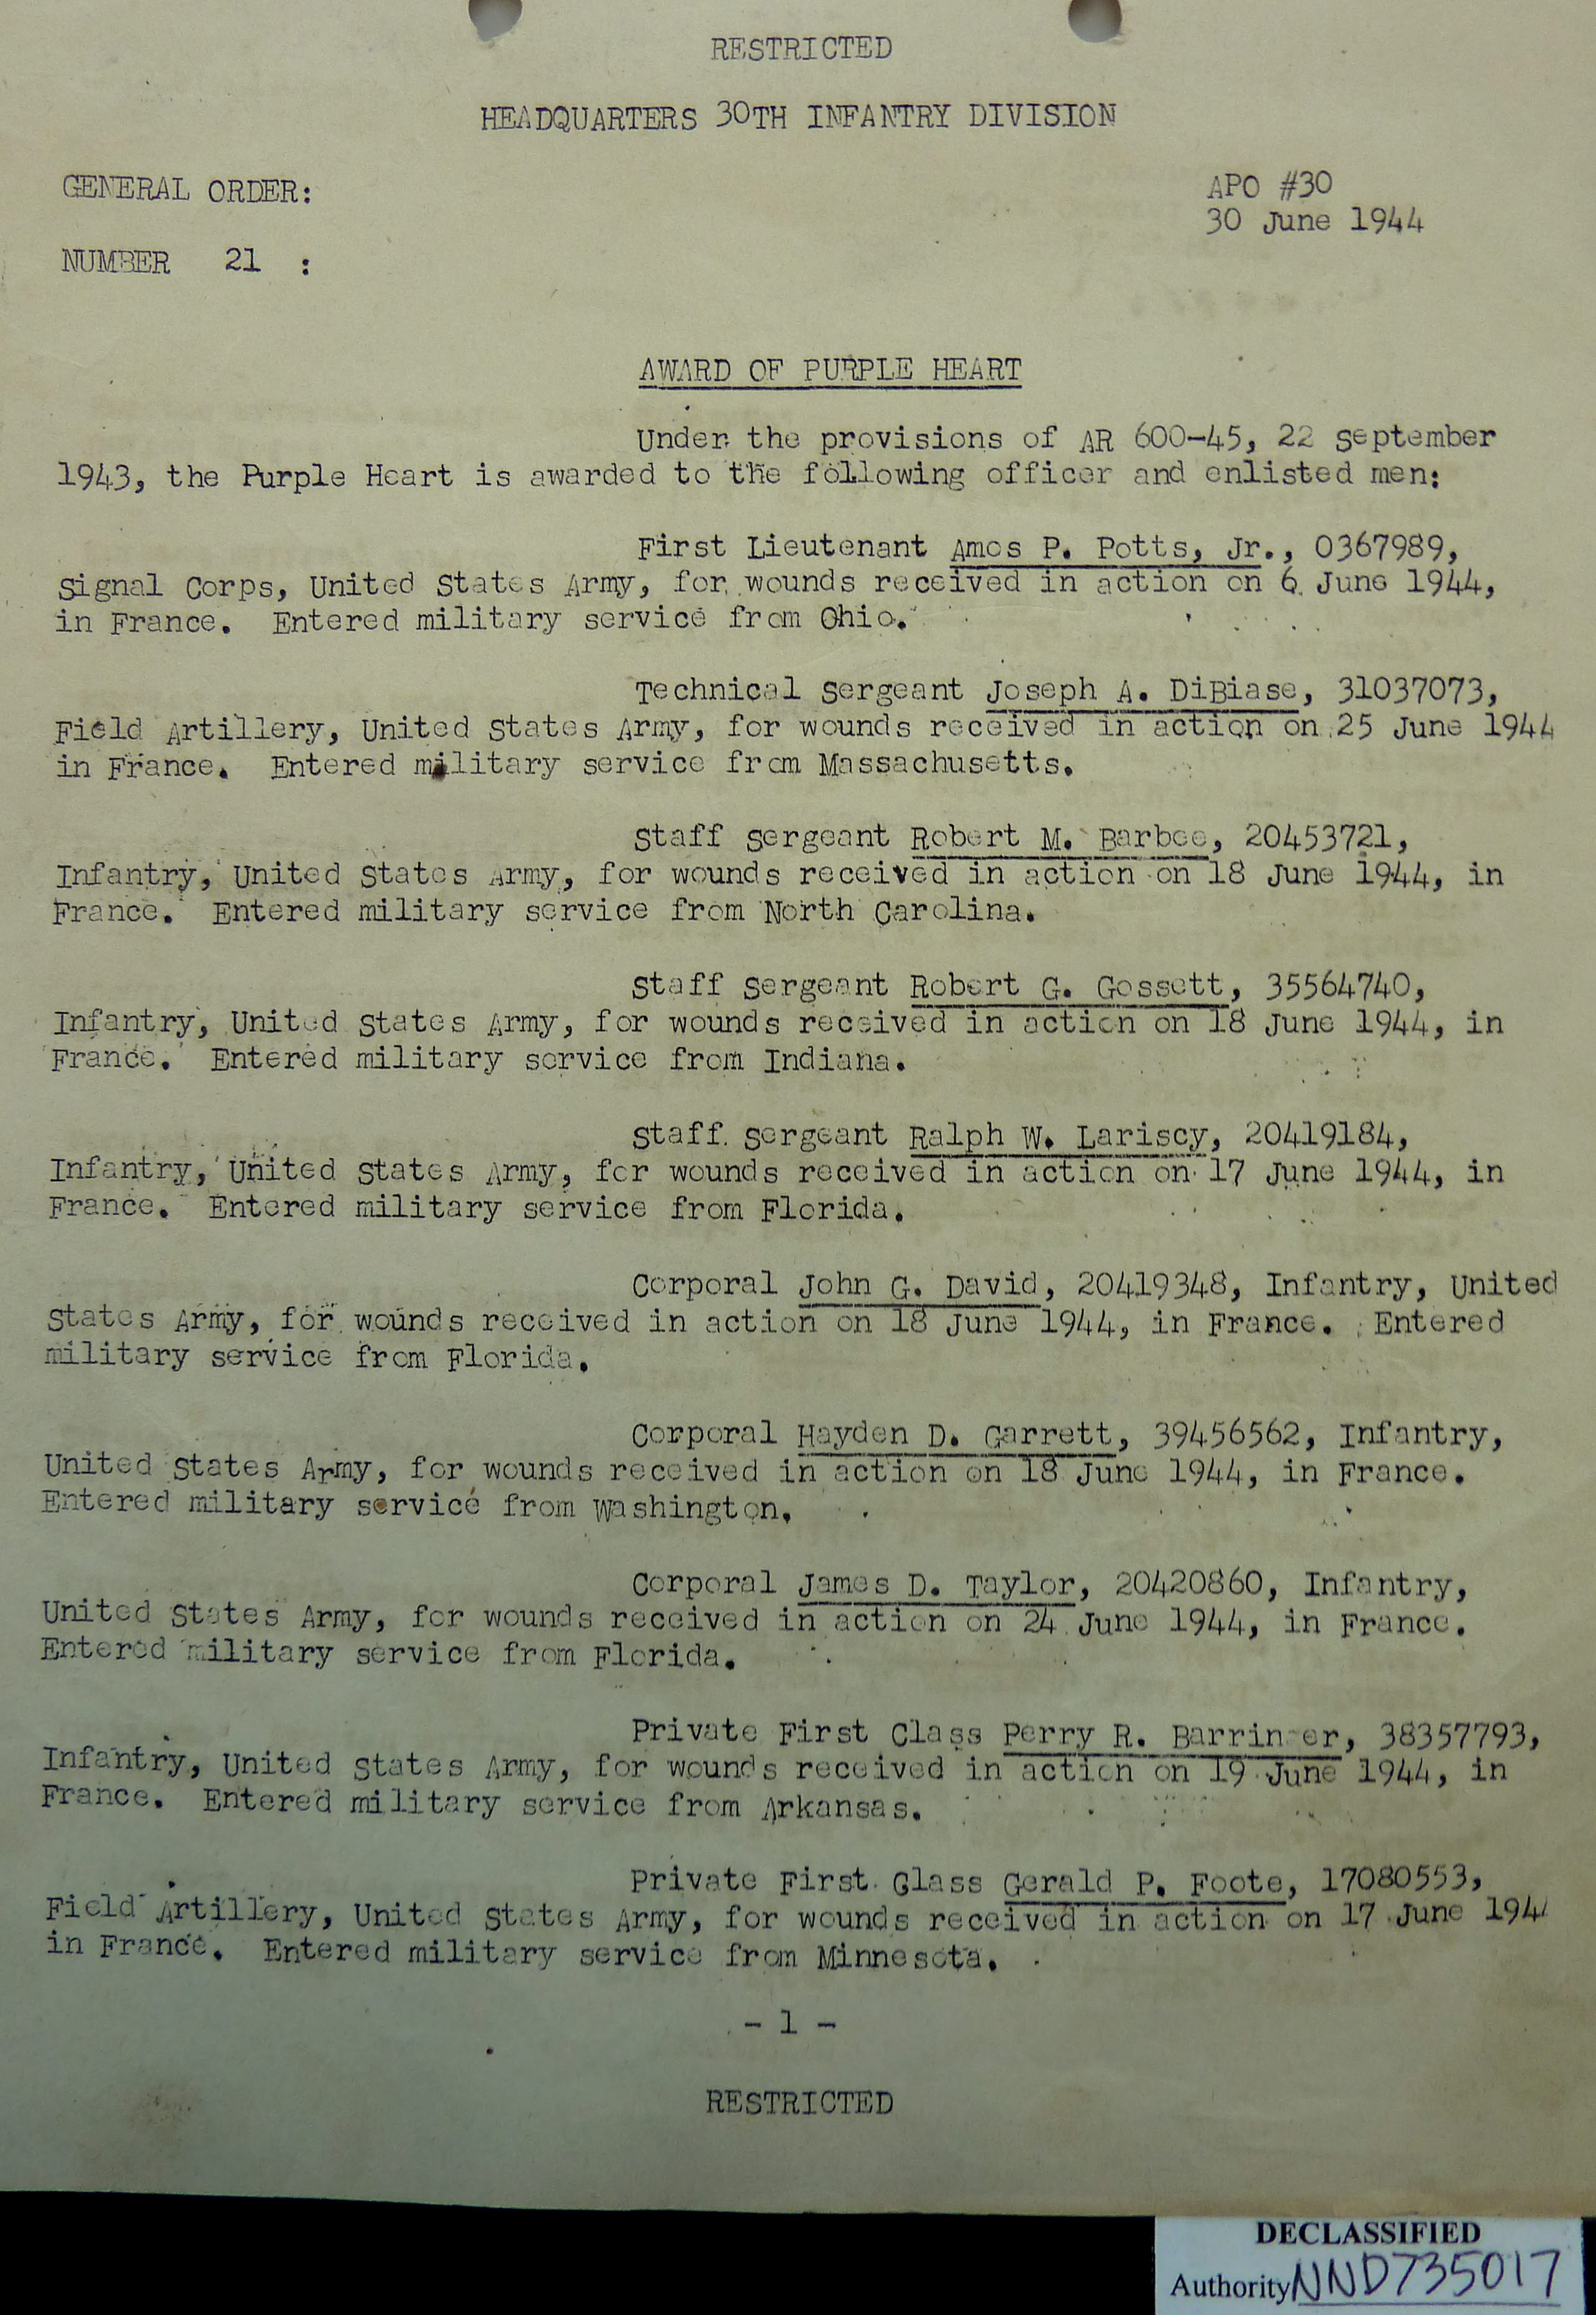 RESTRICTED
HEADQUARTERS 30TH INFANTRY DIVISION
GENERAL ORDER:
APO #30
30 June 1944
NUMBER 21 :
AWARD OF PURPLE HEART
Under the provisions of AR 600-45, 22 September
1943, the Purple Heart is awarded to the following officer and enlisted men:
First Lieutenant Amos P. Potts, Jr., 0367989,
Signal Corps, United States Army, for wounds received in action on 6 June 1944,
in France. Entered military service from Ohio.
Technical Sergeant Joseph A. DiBiase, 31037073,
Field Artillery, United States Army, for wounds received in action on 25 June 1944
in France. Entered military service from Massachusetts.
Staff Sergeant Robert M. Barbee, 20453721,
Infantry, United States Army, for wounds received in action on 18 June 1944, in
France. Entered military service from North Carolina.
Staff Sergeant Robert G. Gossett, 35564740,
Infantry, United States Army, for wounds received in action on 18 June 1944, in
France. Entered military service from Indiana.
Staff Sergeant Ralph W. Lariscy, 20419184,
Infantry, United States Army, for wounds received in action on 17 June 1944, in
France. Entered military service from Florida.
Corporal John G. David, 20419348, Infantry, United
States Army, for wounds received in action on 18 June 1944, in France. Entered
military service from Florida.
Corporal Hayden D. Garrett, 39456562, Infantry,
United States Army, for wounds received in action on 18 June 1944, in France.
Entered military service from Washington.
Corporal James D. Taylor, 20420860, Infantry,
United States Army, for wounds received in action on 24 June 1944, in France.
Entered military service from Florida.
Private First Class Perry R. Barringer, 38357793,
Infantry, United States Army, for wounds received in action on 19 June 1944, in
France. Entered military service from Arkansas.
Private First Glass Gerald P. Foote, 17080553,
Field Artillery, United States Army, for wounds received in action on 17 June 194
in France. Entered military service from Minnesota.
- 1 -
RESTRICTED
DECLASSIFIED
Authority NND735017